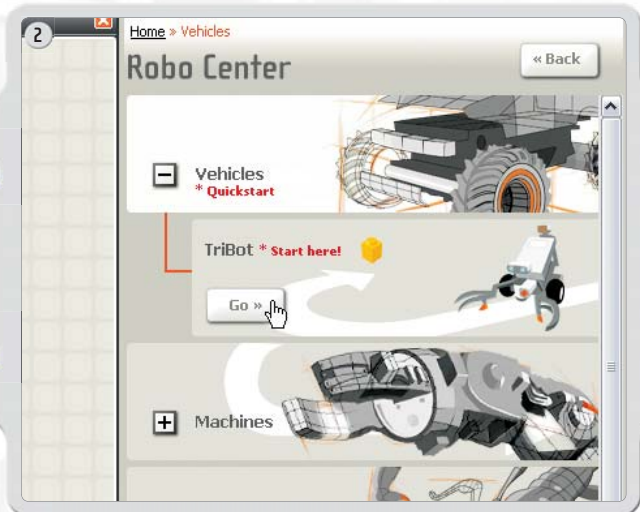 2
Home » Vehicles
Robo Center
« Back
Vehicles
* Quickstart
TriBot * Start here!
Go »
Machines